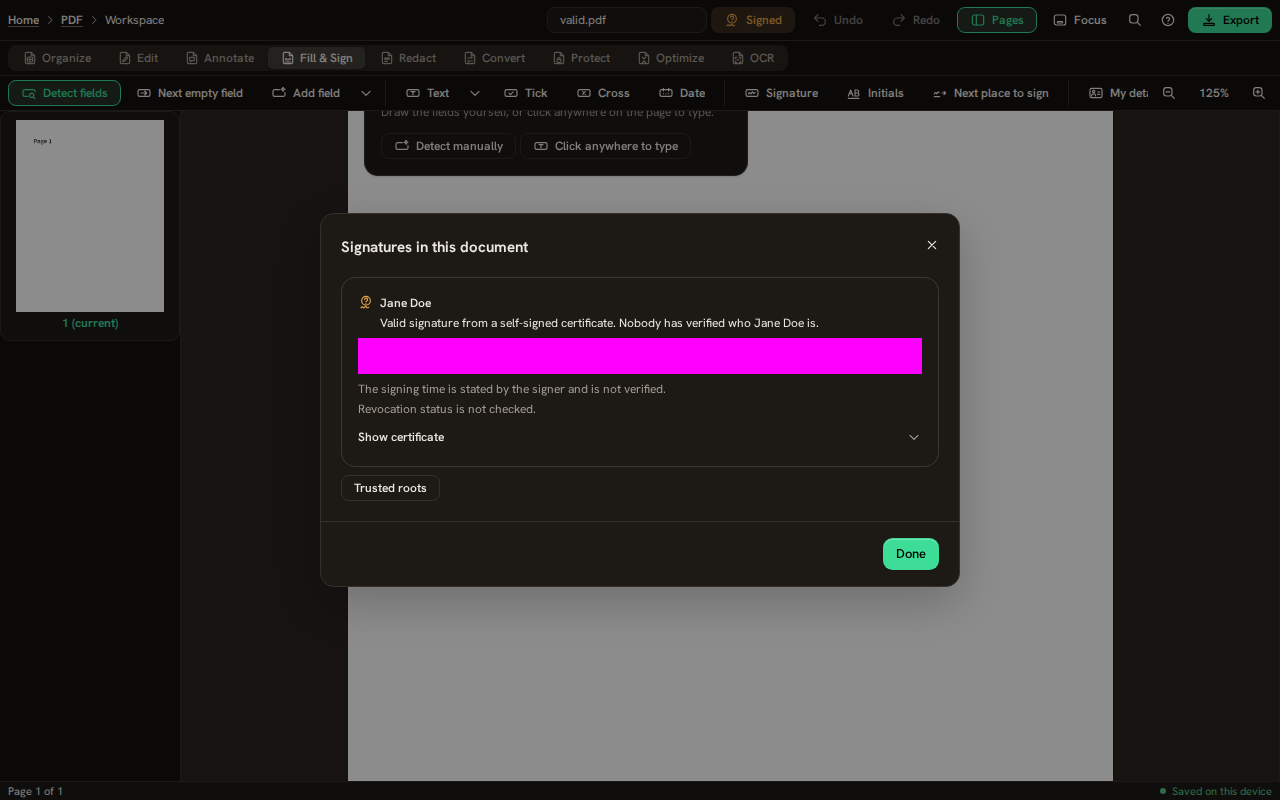 Home
PDF
Workspace
valid.pdf
Signed
Undo
Redo
Pages
Focus
Export
Organize
Edit
Annotate
Fill & Sign
Redact
Convert
Protect
Optimize
OCR
Detect fields
Next empty field
Add field
Text
Tick
Cross
Date
Signature
Initials
Next place to sign
My det
125%
Page 1
1 (current)
Draw the fields yourself, or click anywhere on the page to type.
Detect manually
Click anywhere to type
Signatures in this document
Jane Doe
Valid signature from a self-signed certificate. Nobody has verified who Jane Doe is.
The signing time is stated by the signer and is not verified.
Revocation status is not checked.
Show certificate
Trusted roots
Done
Page 1 of 1
Saved on this device